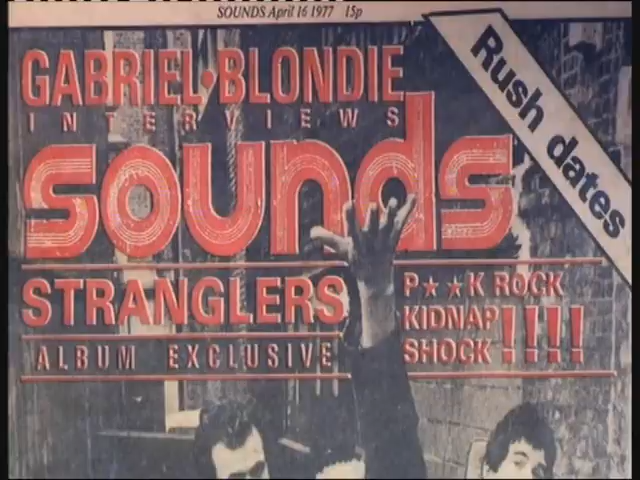 SOUNDS April 16 1977 15p
GABRIEL•BLONDIE
INTERVIEWS
sounds
Rush dates
STRANGLERS
ALBUM EXCLUSIVE
P★★K ROCK
KIDNAP
SHOCK!!!!